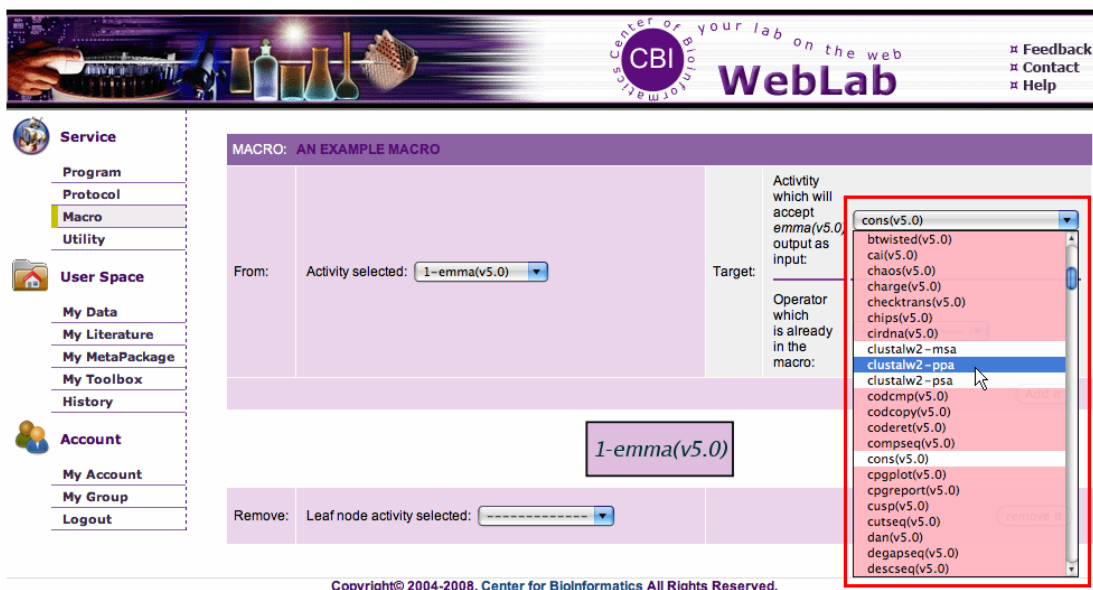 Center of Bioinformatics
CBI
your lab on the web
WebLab
¤ Feedback
¤ Contact
¤ Help
Service
Program
Protocol
Macro
Utility
User Space
My Data
My Literature
My MetaPackage
My Toolbox
History
Account
My Account
My Group
Logout
MACRO: AN EXAMPLE MACRO
From:
Activity selected: 1-emma(v5.0)
Target:
Activtity
which will
accept
emma(v5.0)
output as
input:
Operator
which
is already
in the
macro:
cons(v5.0)
btwisted(v5.0)
cai(v5.0)
chaos(v5.0)
charge(v5.0)
checktrans(v5.0)
chips(v5.0)
cirdna(v5.0)
clustalw2-msa
clustalw2-ppa
clustalw2-psa
codcmp(v5.0)
codcopy(v5.0)
coderet(v5.0)
compseq(v5.0)
cons(v5.0)
cpgplot(v5.0)
cpgreport(v5.0)
cusp(v5.0)
cutseq(v5.0)
dan(v5.0)
degapseq(v5.0)
descseq(v5.0)
Add it
1-emma(v5.0)
Remove:
Leaf node activity selected: -------------
remove it
Copyright© 2004-2008, Center for BioInformatics All Rights Reserved.